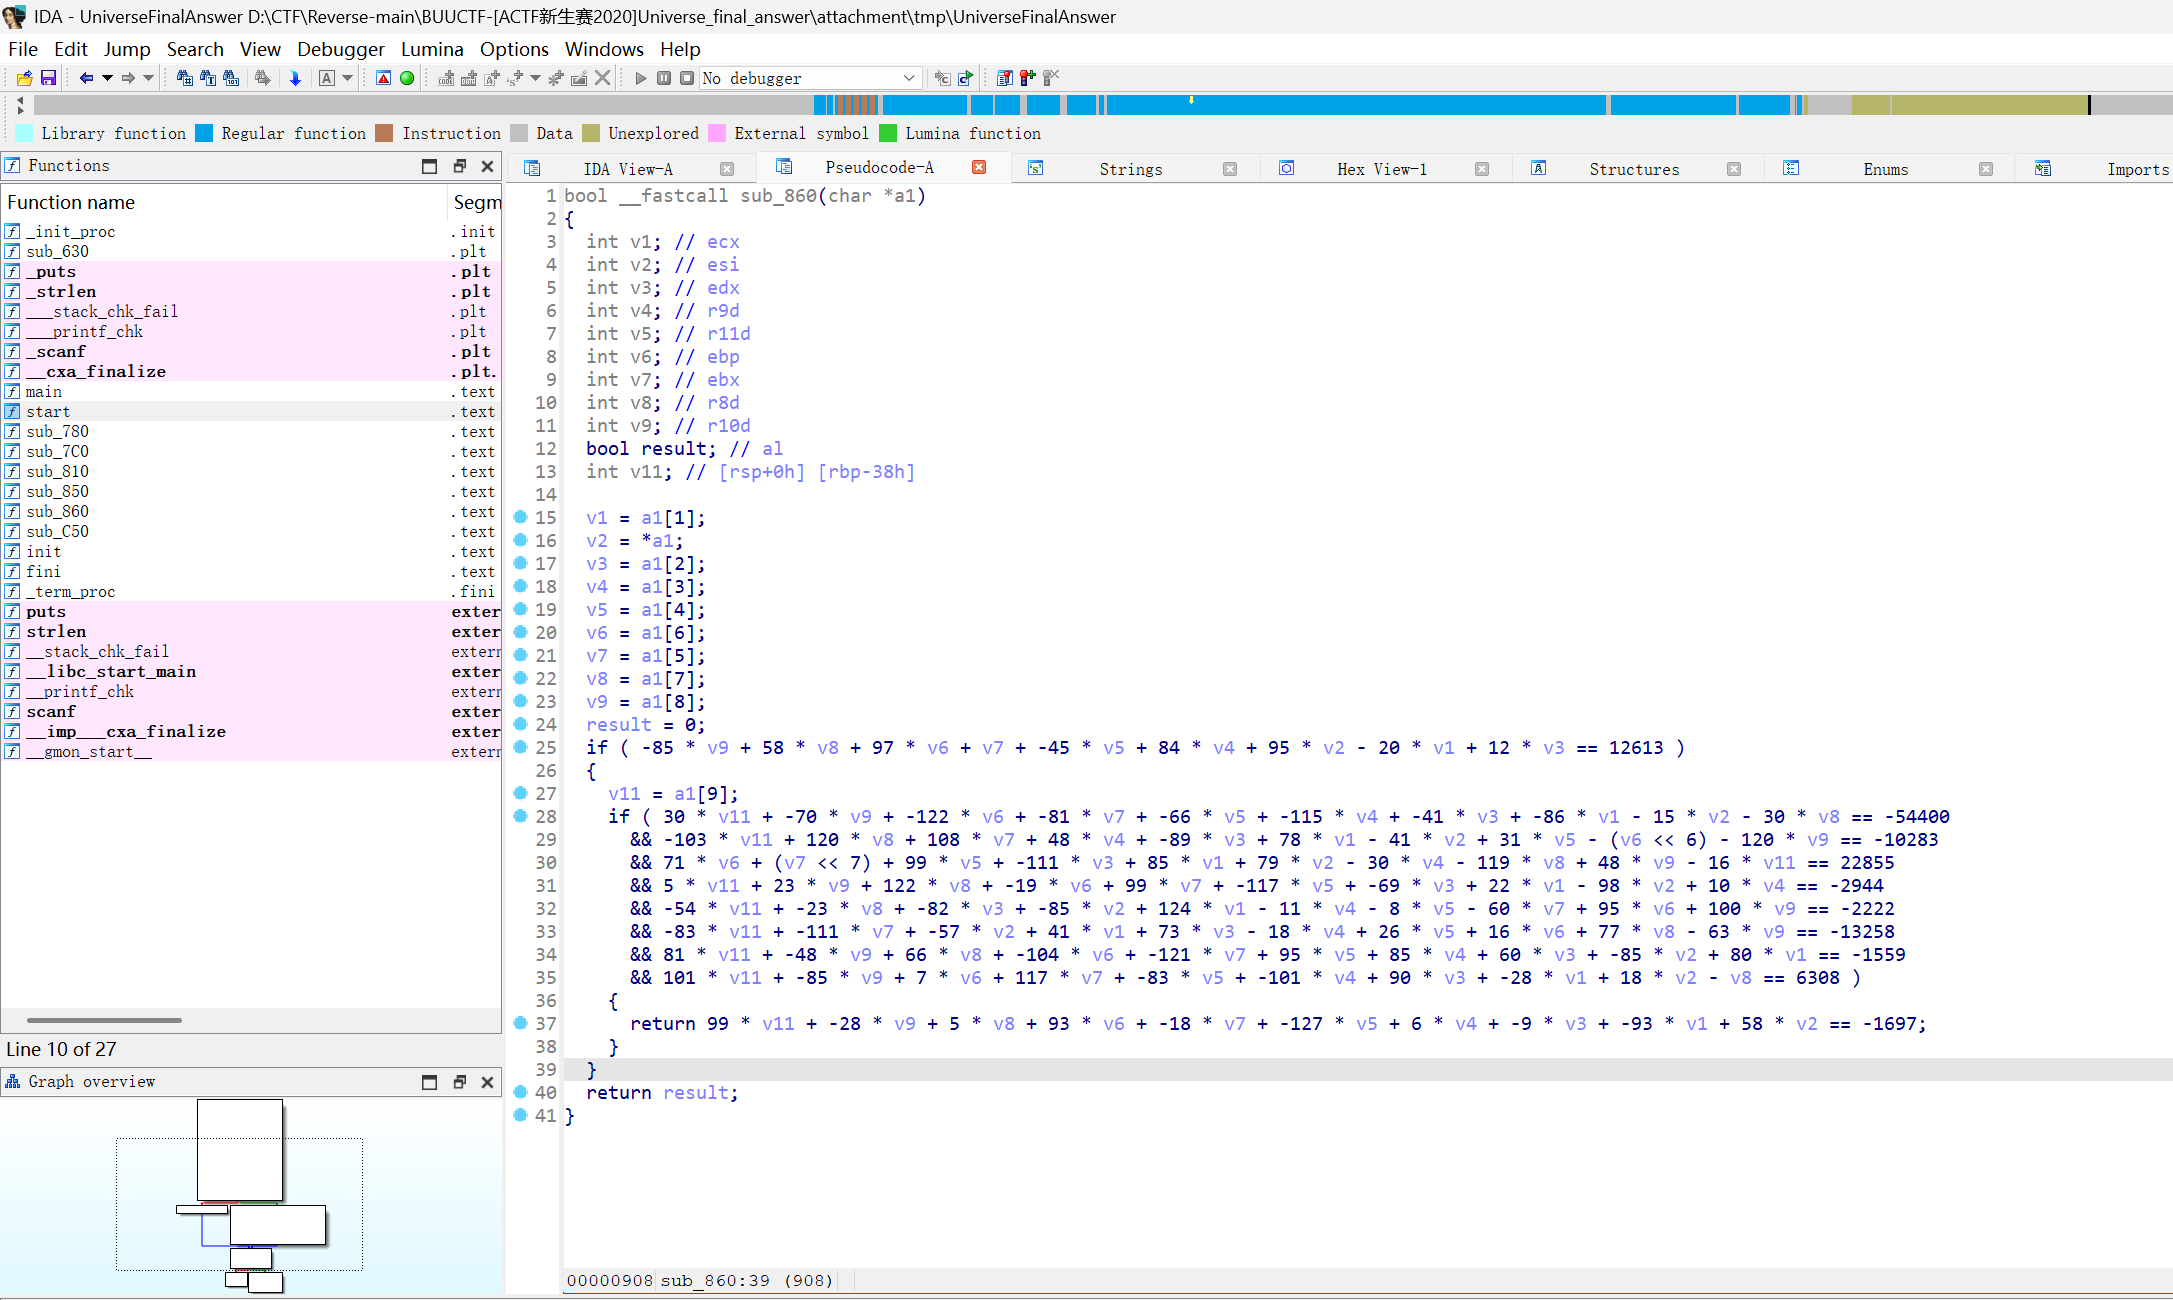 IDA - UniverseFinalAnswer D:\CTF\Reverse-main\BUUCTF-[ACTF新生赛2020]Universe_final_answer\attachment\tmp\UniverseFinalAnswer
File Edit Jump Search View Debugger Lumina Options Windows Help
No debugger
Library function Regular function Instruction Data Unexplored External symbol Lumina function
Functions
Function name Segm
_init_proc .init
sub_630 .plt
_puts .plt
_strlen .plt
___stack_chk_fail .plt
___printf_chk .plt
_scanf .plt
__cxa_finalize .plt.
main .text
start .text
sub_780 .text
sub_7C0 .text
sub_810 .text
sub_850 .text
sub_860 .text
sub_C50 .text
init .text
fini .text
_term_proc .fini
puts exter
strlen exter
__stack_chk_fail extern
__libc_start_main exter
__printf_chk extern
scanf exter
__imp___cxa_finalize exter
__gmon_start__ extern
Line 10 of 27
Graph overview
IDA View-A Pseudocode-A Strings Hex View-1 Structures Enums Imports
1 bool __fastcall sub_860(char *a1)
2 {
3 int v1; // ecx
4 int v2; // esi
5 int v3; // edx
6 int v4; // r9d
7 int v5; // r11d
8 int v6; // ebp
9 int v7; // ebx
10 int v8; // r8d
11 int v9; // r10d
12 bool result; // al
13 int v11; // [rsp+0h] [rbp-38h]
14
15 v1 = a1[1];
16 v2 = *a1;
17 v3 = a1[2];
18 v4 = a1[3];
19 v5 = a1[4];
20 v6 = a1[6];
21 v7 = a1[5];
22 v8 = a1[7];
23 v9 = a1[8];
24 result = 0;
25 if ( -85 * v9 + 58 * v8 + 97 * v6 + v7 + -45 * v5 + 84 * v4 + 95 * v2 - 20 * v1 + 12 * v3 == 12613 )
26 {
27 v11 = a1[9];
28 if ( 30 * v11 + -70 * v9 + -122 * v6 + -81 * v7 + -66 * v5 + -115 * v4 + -41 * v3 + -86 * v1 - 15 * v2 - 30 * v8 == -54400
29 && -103 * v11 + 120 * v8 + 108 * v7 + 48 * v4 + -89 * v3 + 78 * v1 - 41 * v2 + 31 * v5 - (v6 << 6) - 120 * v9 == -10283
30 && 71 * v6 + (v7 << 7) + 99 * v5 + -111 * v3 + 85 * v1 + 79 * v2 - 30 * v4 - 119 * v8 + 48 * v9 - 16 * v11 == 22855
31 && 5 * v11 + 23 * v9 + 122 * v8 + -19 * v6 + 99 * v7 + -117 * v5 + -69 * v3 + 22 * v1 - 98 * v2 + 10 * v4 == -2944
32 && -54 * v11 + -23 * v8 + -82 * v3 + -85 * v2 + 124 * v1 - 11 * v4 - 8 * v5 - 60 * v7 + 95 * v6 + 100 * v9 == -2222
33 && -83 * v11 + -111 * v7 + -57 * v2 + 41 * v1 + 73 * v3 - 18 * v4 + 26 * v5 + 16 * v6 + 77 * v8 - 63 * v9 == -13258
34 && 81 * v11 + -48 * v9 + 66 * v8 + -104 * v6 + -121 * v7 + 95 * v5 + 85 * v4 + 60 * v3 + -85 * v2 + 80 * v1 == -1559
35 && 101 * v11 + -85 * v9 + 7 * v6 + 117 * v7 + -83 * v5 + -101 * v4 + 90 * v3 + -28 * v1 + 18 * v2 - v8 == 6308 )
36 {
37 return 99 * v11 + -28 * v9 + 5 * v8 + 93 * v6 + -18 * v7 + -127 * v5 + 6 * v4 + -9 * v3 + -93 * v1 + 58 * v2 == -1697;
38 }
39 }
40 return result;
41 }
00000908 sub_860:39 (908)